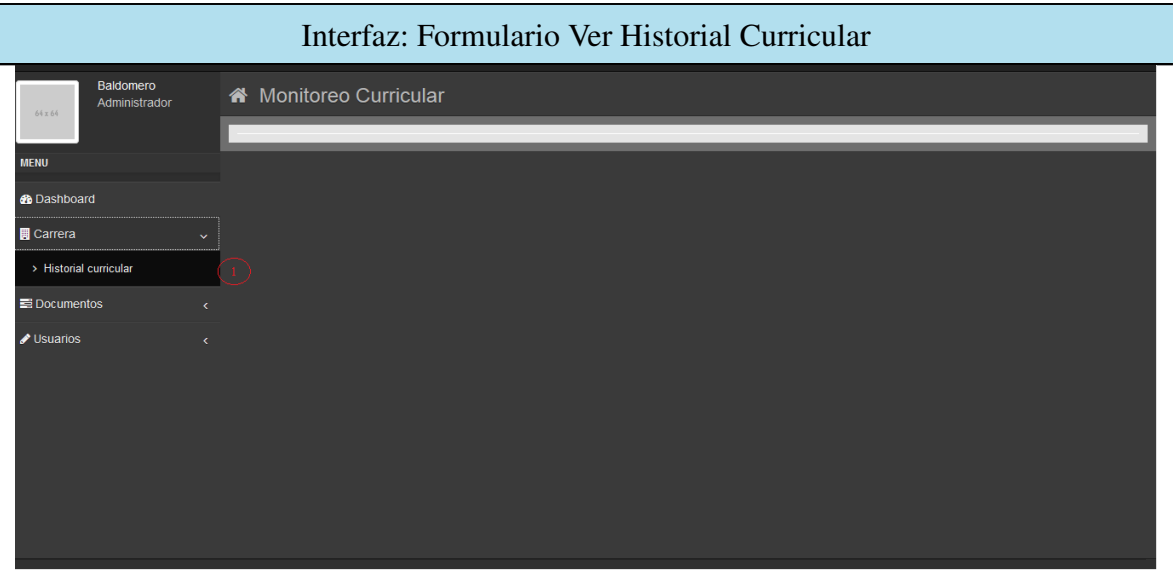 Interfaz: Formulario Ver Historial Curricular
Baldomero
Administrador
64 x 64
Monitoreo Curricular
MENU
Dashboard
Carrera
Historial curricular
1
Documentos
Usuarios